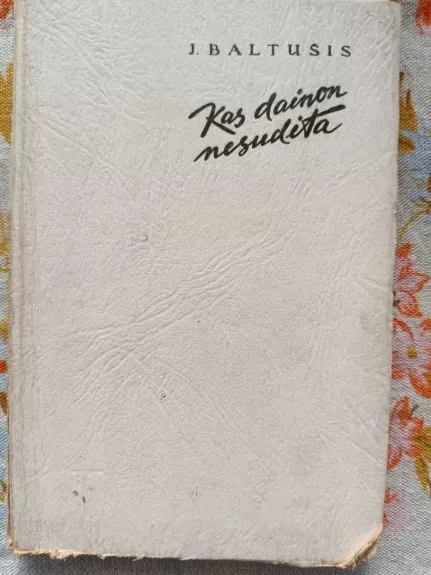 J. BALTUŠIS
Kas dainon
nesudėta